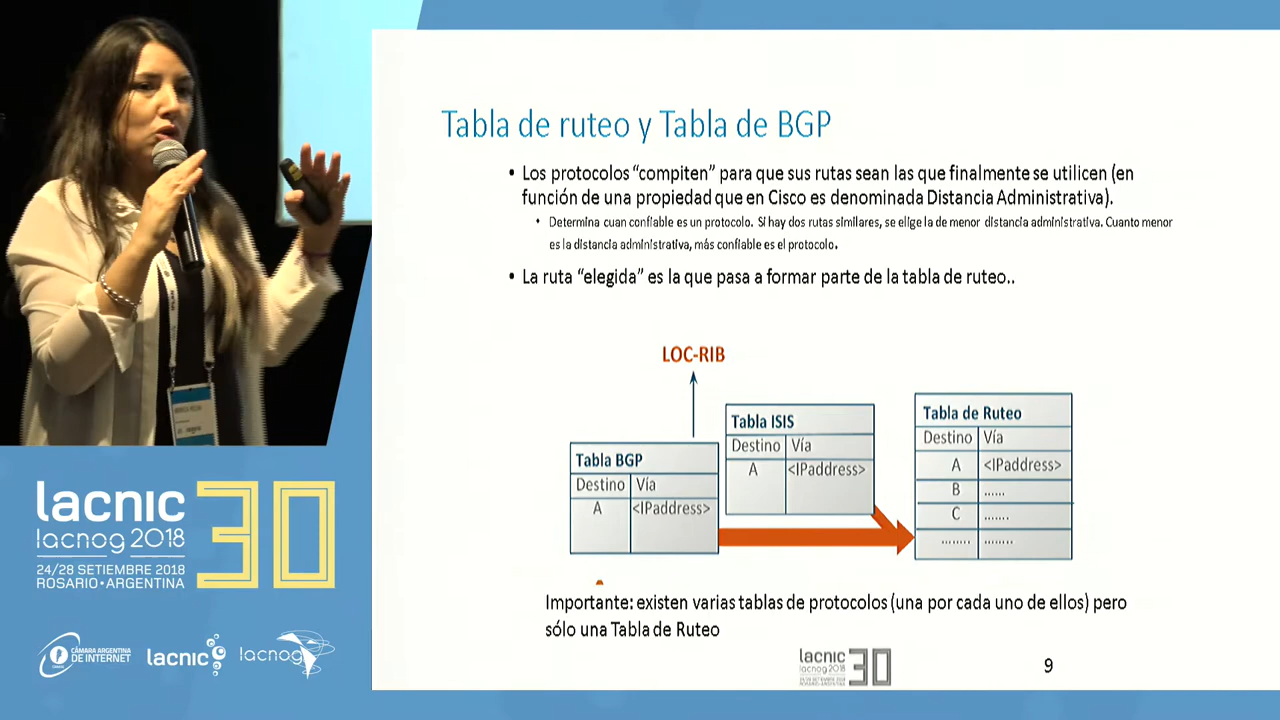 Tabla de ruteo y Tabla de BGP
• Los protocolos “compiten” para que sus rutas sean las que finalmente se utilicen (en
función de una propiedad que en Cisco es denominada Distancia Administrativa).
• Determina cuan confiable es un protocolo. Si hay dos rutas similares, se elige la de menor distancia administrativa. Cuanto menor
es la distancia administrativa, más confiable es el protocolo.
• La ruta “elegida” es la que pasa a formar parte de la tabla de ruteo..
LOC-RIB
Tabla BGP
Destino Vía
A <IPaddress>
Tabla ISIS
Destino Vía
A <IPaddress>
Tabla de Ruteo
Destino Vía
A <IPaddress>
B ......
C .......
........ ........
Importante: existen varias tablas de protocolos (una por cada uno de ellos) pero
sólo una Tabla de Ruteo
lacnic 30
lacnog 2018
9
lacnic 30
lacnog 2018
24/28 SETIEMBRE 2018
ROSARIO • ARGENTINA
CÁMARA ARGENTINA
DE INTERNET
lacnic
lacnog